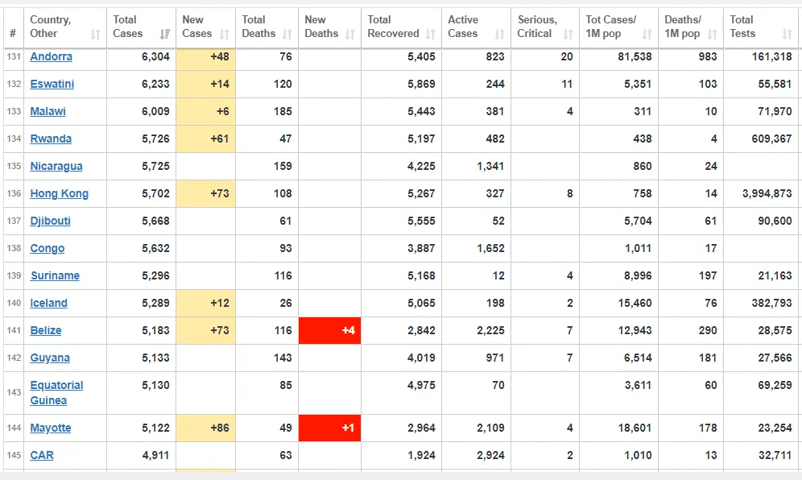 # Country, Other Total Cases New Cases Total Deaths New Deaths Total Recovered Active Cases Serious, Critical Tot Cases/ 1M pop Deaths/ 1M pop Total Tests
131 Andorra 6,304 +48 76 5,405 823 20 81,538 983 161,318
132 Eswatini 6,233 +14 120 5,869 244 11 5,351 103 55,581
133 Malawi 6,009 +6 185 5,443 381 4 311 10 71,970
134 Rwanda 5,726 +61 47 5,197 482 438 4 609,367
135 Nicaragua 5,725 159 4,225 1,341 860 24
136 Hong Kong 5,702 +73 108 5,267 327 8 758 14 3,994,873
137 Djibouti 5,668 61 5,555 52 5,704 61 90,600
138 Congo 5,632 93 3,887 1,652 1,011 17
139 Suriname 5,296 116 5,168 12 4 8,996 197 21,163
140 Iceland 5,289 +12 26 5,065 198 2 15,460 76 382,793
141 Belize 5,183 +73 116 +4 2,842 2,225 7 12,943 290 28,575
142 Guyana 5,133 143 4,019 971 7 6,514 181 27,566
143 Equatorial Guinea 5,130 85 4,975 70 3,611 60 69,259
144 Mayotte 5,122 +86 49 +1 2,964 2,109 4 18,601 178 23,254
145 CAR 4,911 63 1,924 2,924 2 1,010 13 32,711